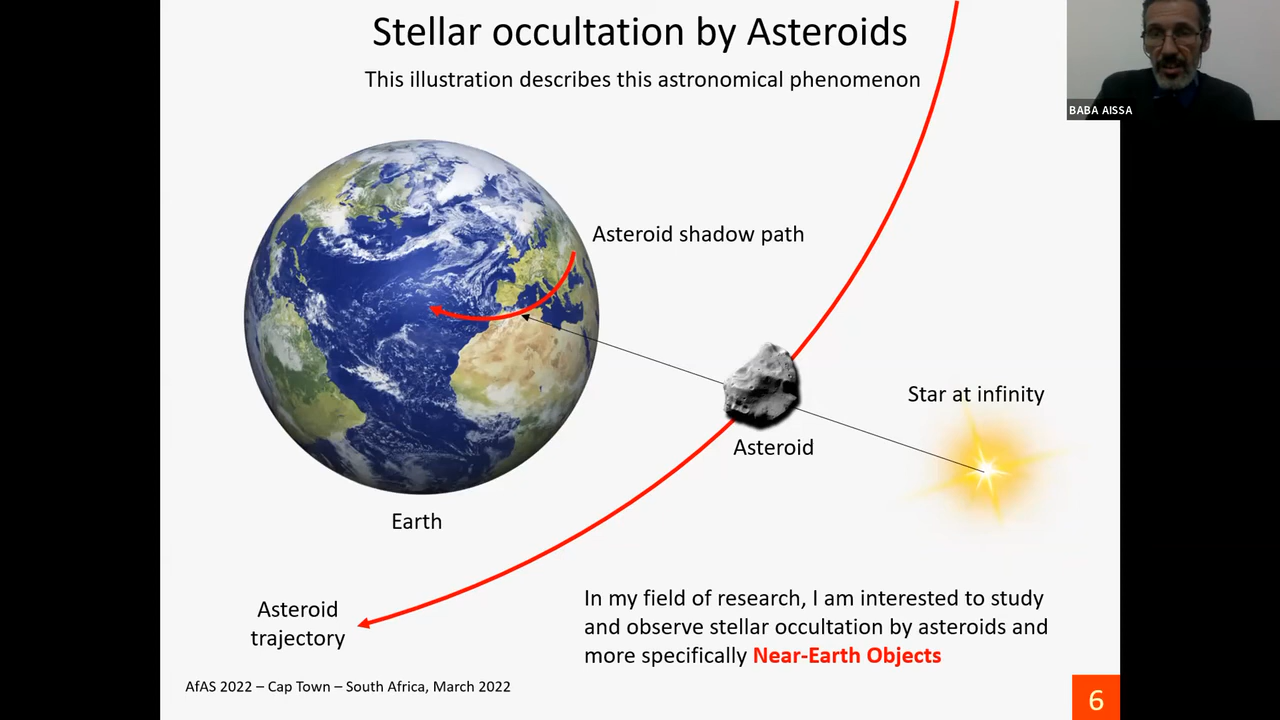 Stellar occultation by Asteroids
This illustration describes this astronomical phenomenon
BABA AISSA
Asteroid shadow path
Star at infinity
Asteroid
Earth
Asteroid
trajectory
In my field of research, I am interested to study
and observe stellar occultation by asteroids and
more specifically Near-Earth Objects
AfAS 2022 – Cap Town – South Africa, March 2022
6